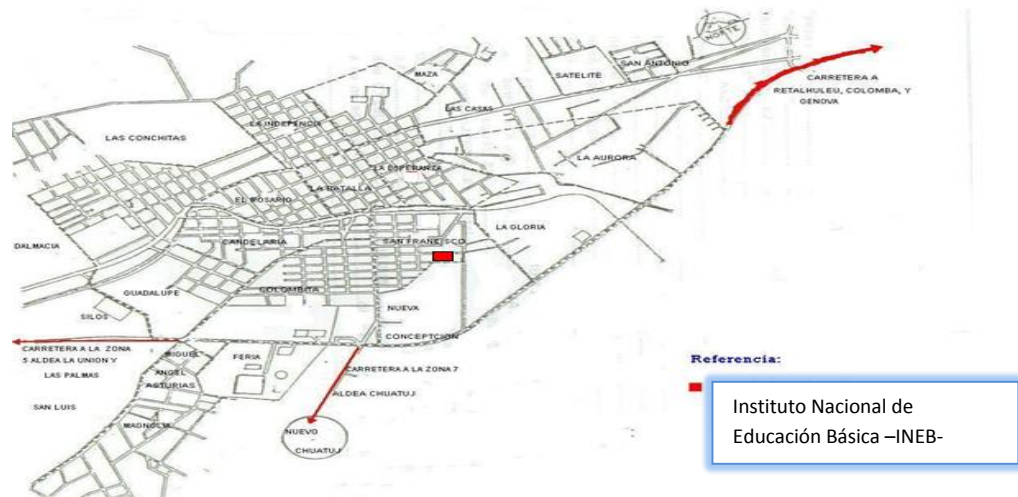 NORTE
MAZA
SATELITE
SAN ANTONIO
CARRETERA A
RETALHULEU, COLOMBA, Y
GENOVA
LAS CASAS
LA INDEPENCIA
LAS CONCHITAS
LA AURORA
LA ESPERANZA
LA BATALLA
EL ROSARIO
LA GLORIA
DALMACIA
CANDELARIA
SAN FRANCISCO
GUADALUPE
COLOMBITA
SILOS
NUEVA
CONCEPTCION
CARRETERA A LA ZONA
5 ALDEA LA UNION Y
LAS PALMAS
MIGUEL
ANGEL
ASTURIAS
FERIA
CARRETERA A LA ZONA 7
ALDEA CHUATUJ
SAN LUIS
MAGNOLIA
NUEVO
CHUATUJ
Referencia:
Instituto Nacional de
Educación Básica –INEB-